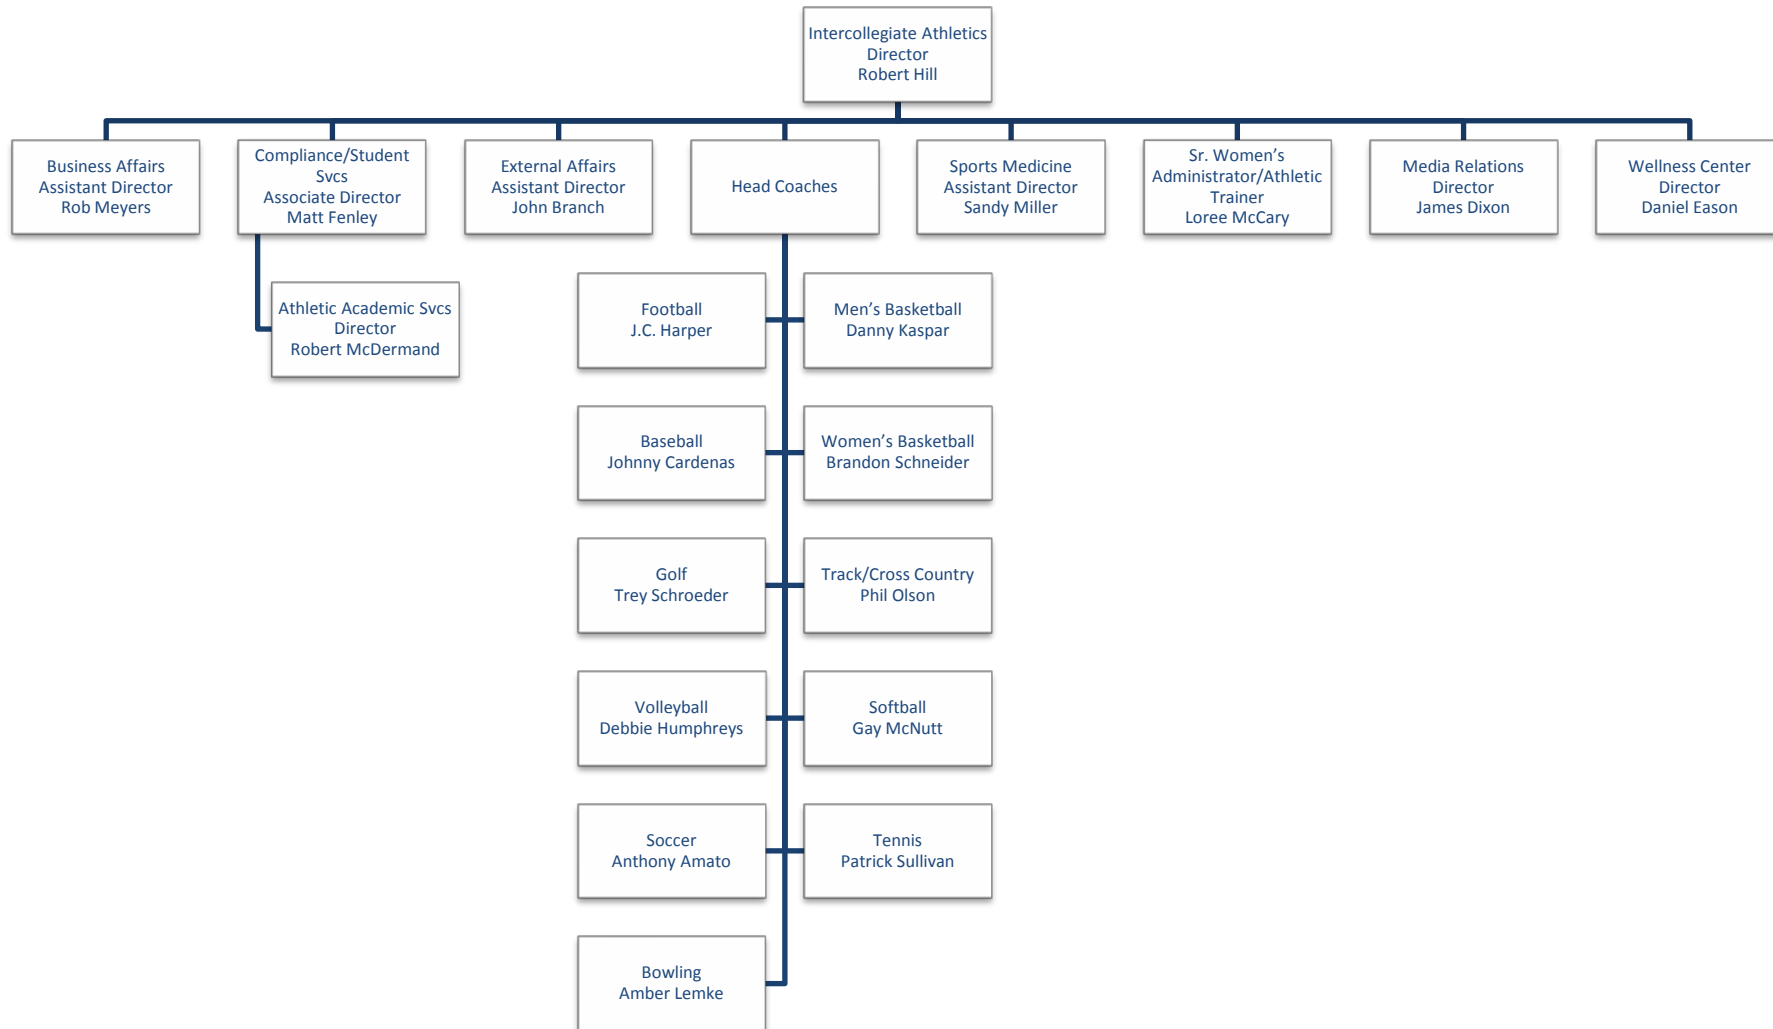 Intercollegiate Athletics
Director
Robert Hill
Business Affairs
Assistant Director
Rob Meyers
Compliance/Student
Svcs
Associate Director
Matt Fenley
External Affairs
Assistant Director
John Branch
Head Coaches
Sports Medicine
Assistant Director
Sandy Miller
Sr. Women’s
Administrator/Athletic
Trainer
Loree McCary
Media Relations
Director
James Dixon
Wellness Center
Director
Daniel Eason
Athletic Academic Svcs
Director
Robert McDermand
Football
J.C. Harper
Men’s Basketball
Danny Kaspar
Baseball
Johnny Cardenas
Women’s Basketball
Brandon Schneider
Golf
Trey Schroeder
Track/Cross Country
Phil Olson
Volleyball
Debbie Humphreys
Softball
Gay McNutt
Soccer
Anthony Amato
Tennis
Patrick Sullivan
Bowling
Amber Lemke